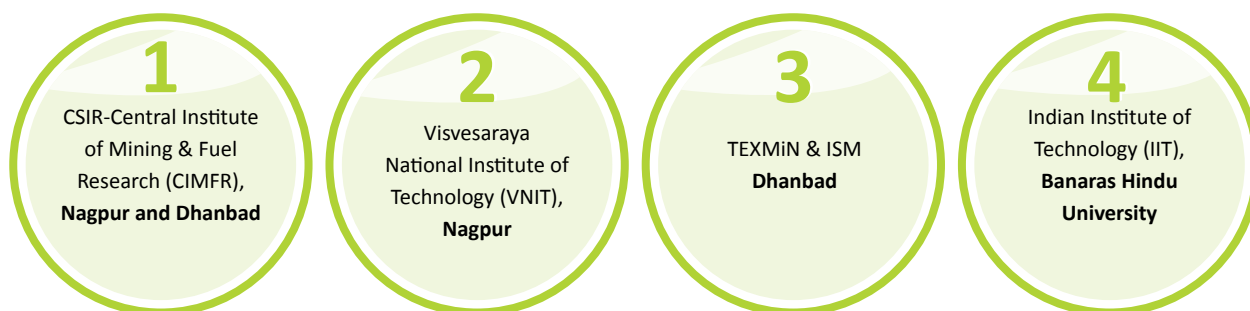 1
CSIR-Central Institute
of Mining & Fuel
Research (CIMFR),
Nagpur and Dhanbad
2
Visvesaraya
National Institute of
Technology (VNIT),
Nagpur
3
TEXMiN & ISM
Dhanbad
4
Indian Institute of
Technology (IIT),
Banaras Hindu
University